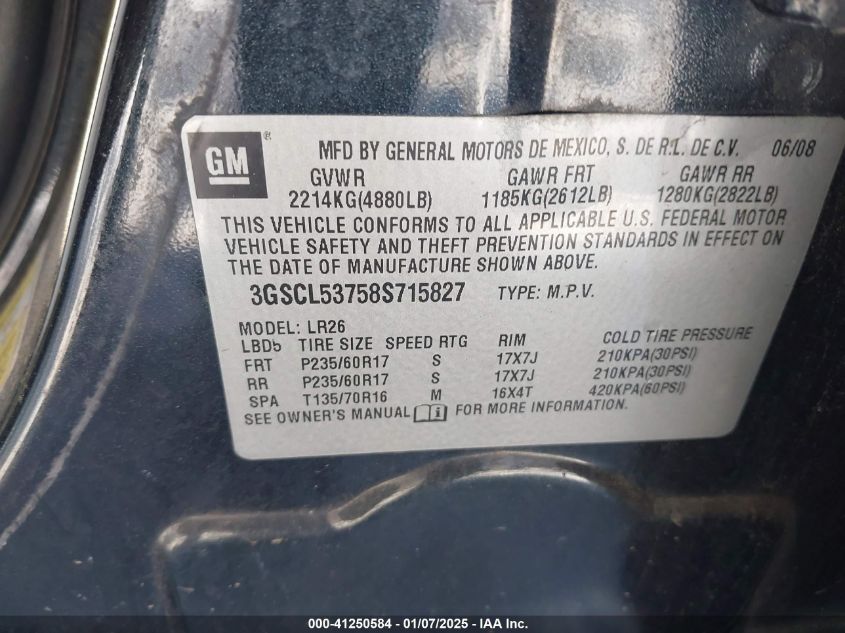 GM ® MFD BY GENERAL MOTORS DE MEXICO, S. DE R.L. DE C.V. 06/08
GVWR GAWR FRT GAWR RR
2214KG(4880LB) 1185KG(2612LB) 1280KG(2822LB)
THIS VEHICLE CONFORMS TO ALL APPLICABLE U.S. FEDERAL MOTOR
VEHICLE SAFETY AND THEFT PREVENTION STANDARDS IN EFFECT ON
THE DATE OF MANUFACTURE SHOWN ABOVE.
3GSCL53758S715827 TYPE: M.P.V.
MODEL: LR26
LBDb TIRE SIZE SPEED RTG RIM COLD TIRE PRESSURE
FRT P235/60R17 S 17X7J 210KPA(30PSI)
RR P235/60R17 S 17X7J 210KPA(30PSI)
SPA T135/70R16 M 16X4T 420KPA(60PSI)
SEE OWNER'S MANUAL i FOR MORE INFORMATION.
000-41250584 - 01/07/2025 - IAA Inc.